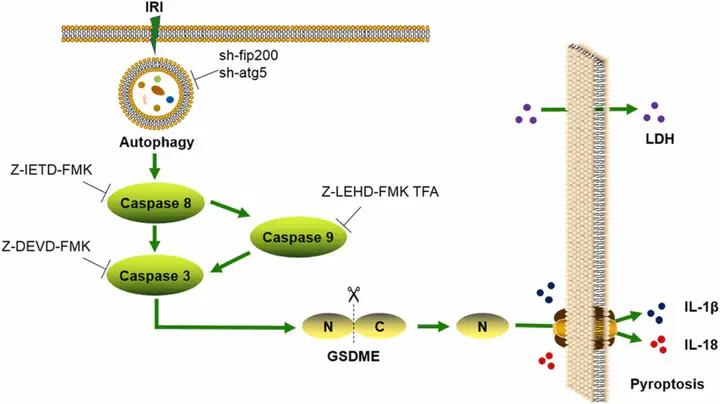 IRI
sh-fip200
sh-atg5
Autophagy
Z-IETD-FMK
Caspase 8
Z-LEHD-FMK TFA
Caspase 9
Z-DEVD-FMK
Caspase 3
N
C
GSDME
N
LDH
IL-1β
IL-18
Pyroptosis